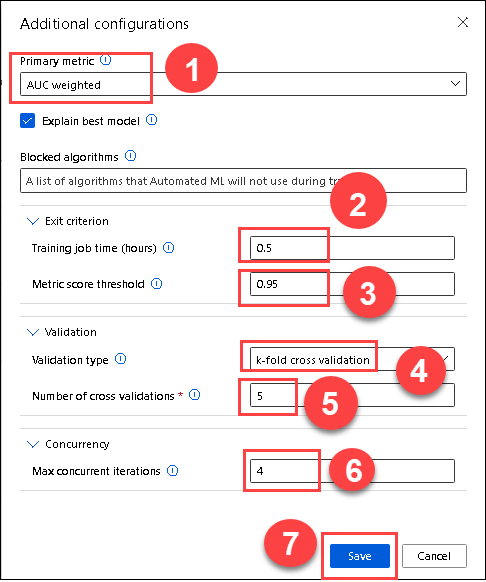 Additional configurations
Primary metric
1
AUC weighted
Explain best model
Blocked algorithms
A list of algorithms that Automated ML will not use during tr
2
Exit criterion
Training job time (hours)
0.5
Metric score threshold
0.95
3
Validation
Validation type
k-fold cross validation
4
Number of cross validations *
5
5
Concurrency
Max concurrent iterations
4
6
7
Save
Cancel